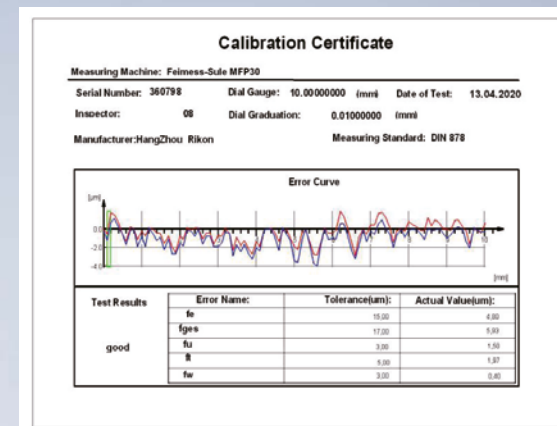 Calibration Certificate
Measuring Machine: Feimess-Sule MFP30
Serial Number: 360798 Dial Gauge: 10.00000000 (mm) Date of Test: 13.04.2020
Inspector: 08 Dial Graduation: 0.01000000 (mm)
Manufacturer:HangZhou Rikon Measuring Standard: DIN 878
Error Curve
[µm]
0.0
-2.0
-4.0
10
[mm]
Test Results Error Name: Tolerance(um): Actual Value(um):
fe 15,00
fges 17,00 5,93
good fu 3,00 1,50
ft 5,00 1,87
fw 3,00 0,40